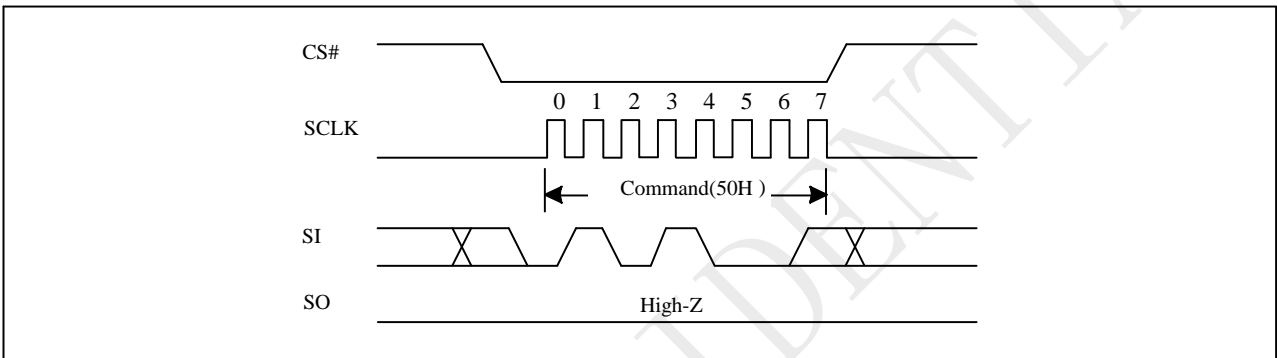 CS#
0 1 2 3 4 5 6 7
SCLK
Command(50H )
SI
SO High-Z